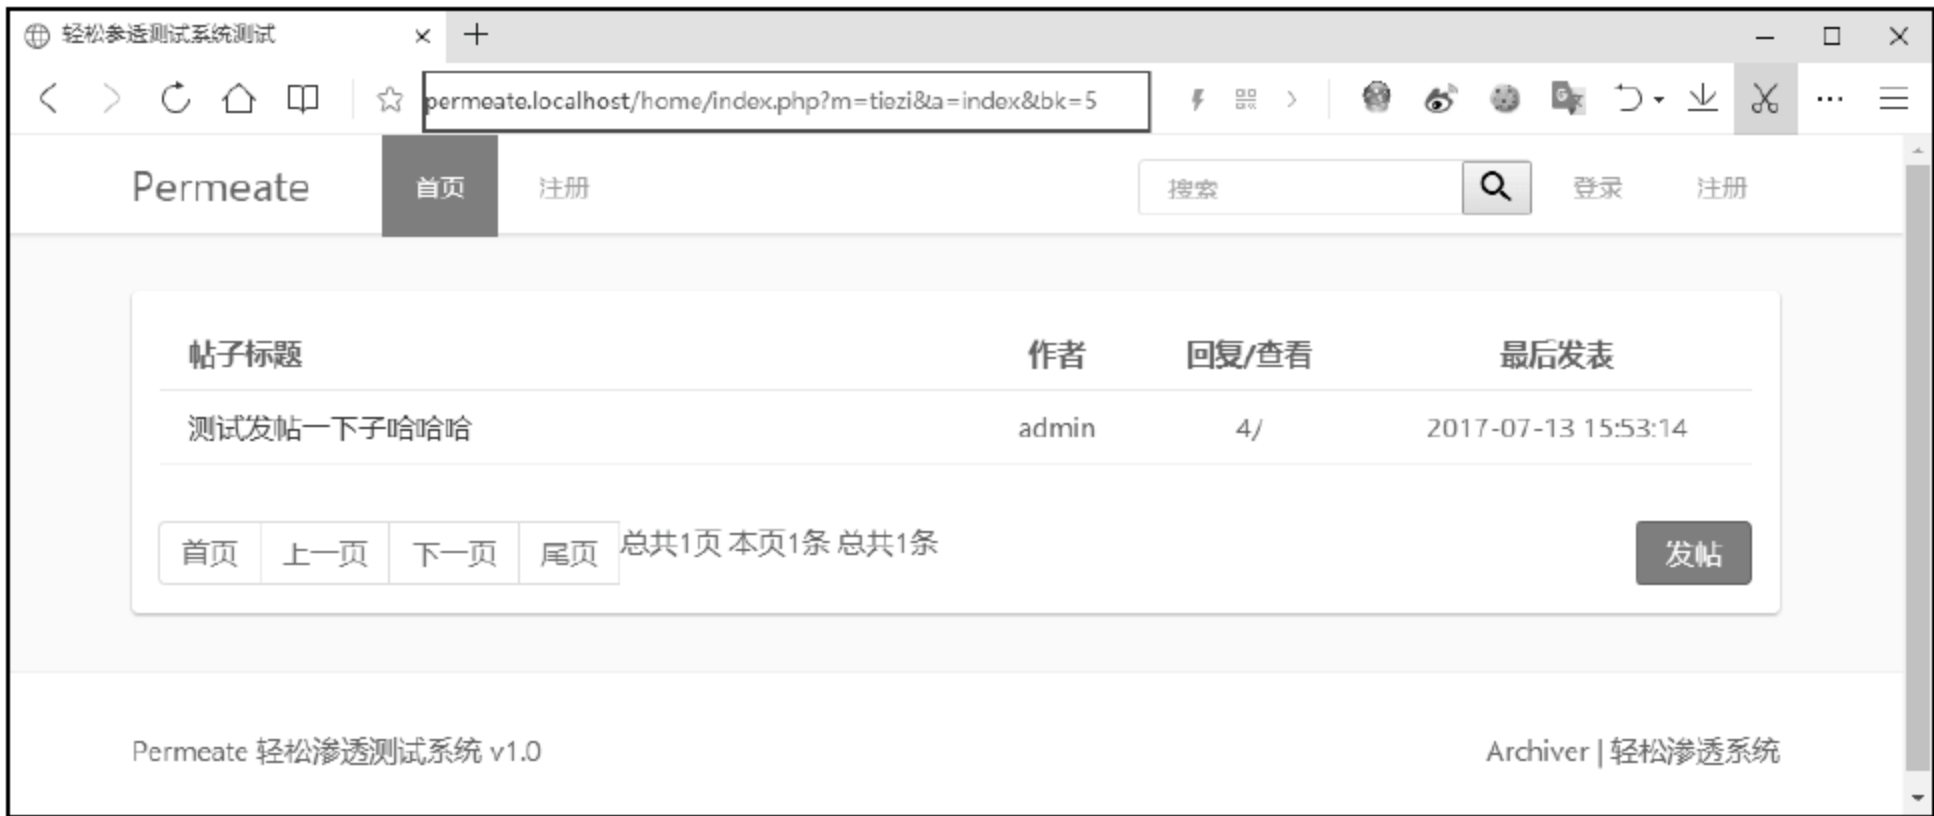 轻松参透测试系统测试
permeate.localhost/home/index.php?m=tiezi&a=index&bk=5
Permeate 首页 注册 搜索 登录 注册
帖子标题 作者 回复/查看 最后发表
测试发帖一下子哈哈哈 admin 4/ 2017-07-13 15:53:14
首页 上一页 下一页 尾页 总共1页 本页1条 总共1条 发帖
Permeate 轻松渗透测试系统 v1.0 Archiver | 轻松渗透系统